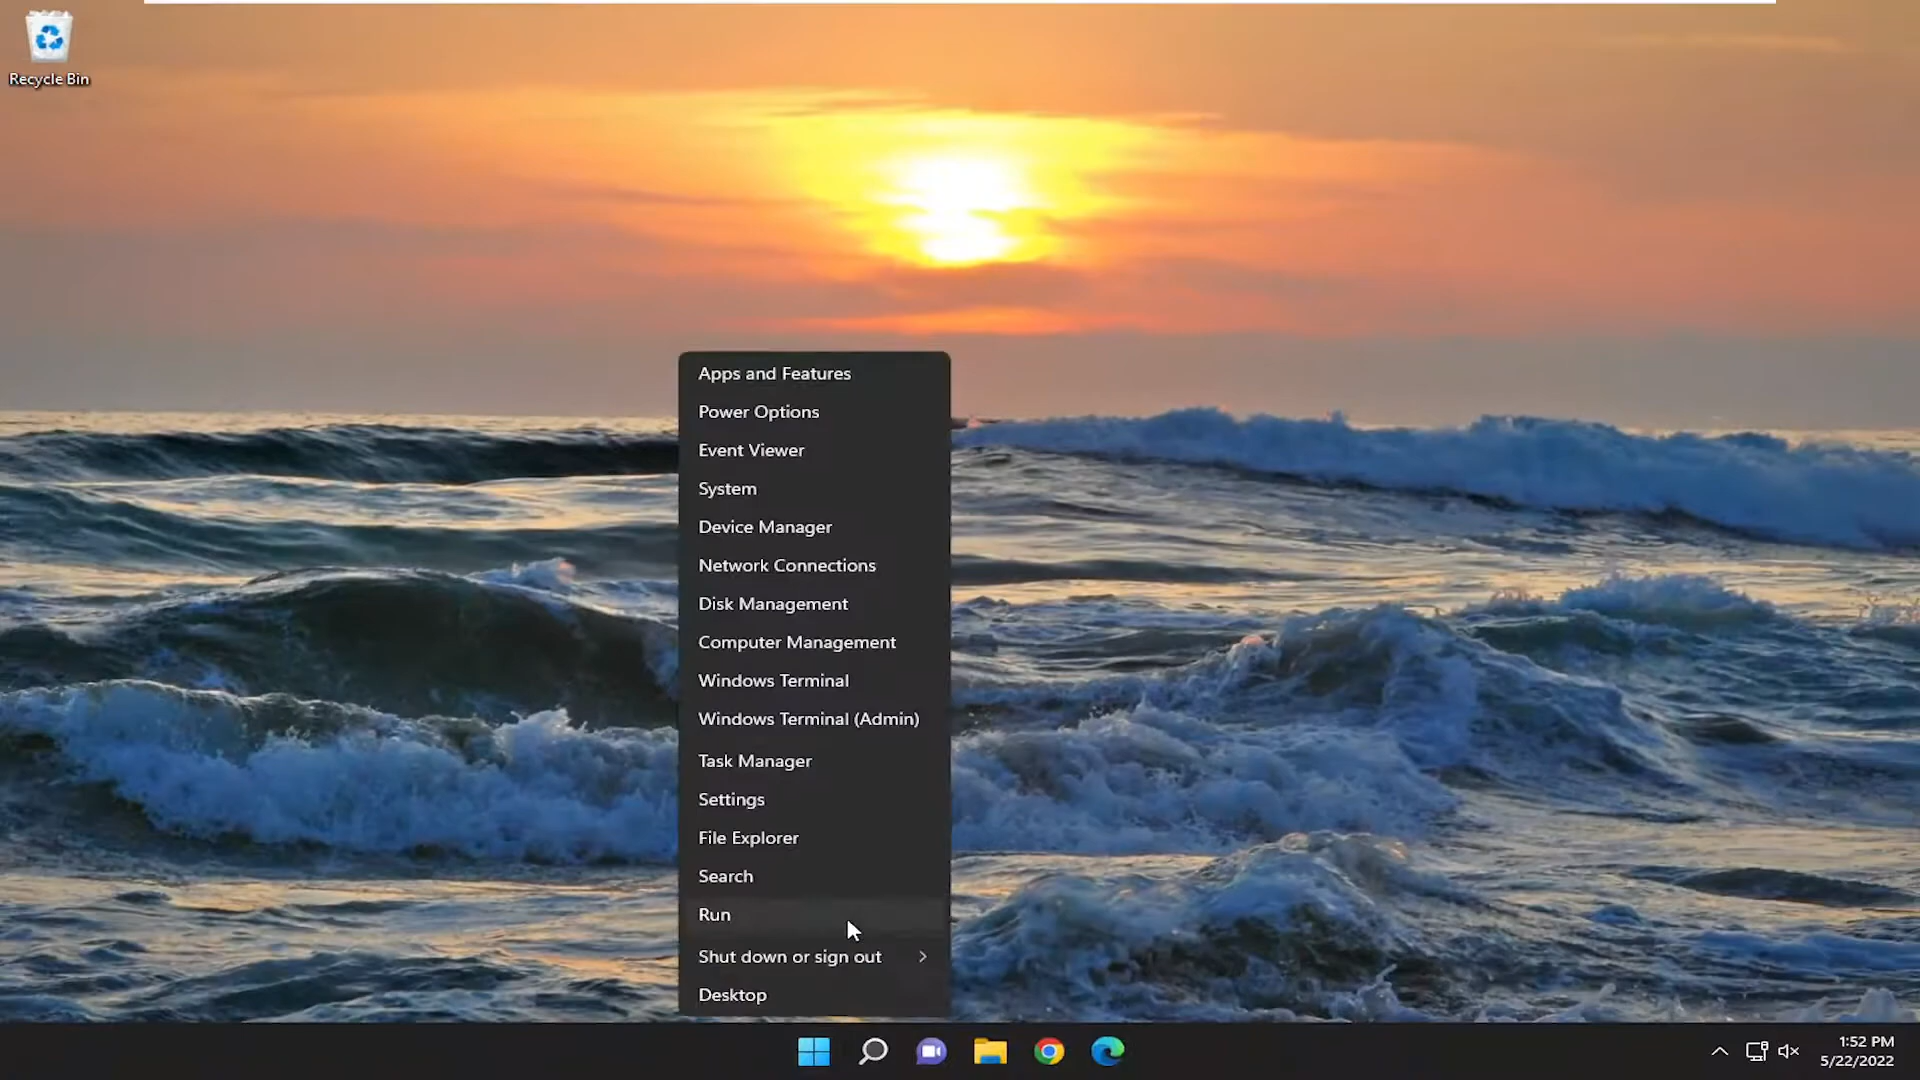 Recycle Bin
Apps and Features
Power Options
Event Viewer
System
Device Manager
Network Connections
Disk Management
Computer Management
Windows Terminal
Windows Terminal (Admin)
Task Manager
Settings
File Explorer
Search
Run
Shut down or sign out
Desktop
1:52 PM
5/22/2022